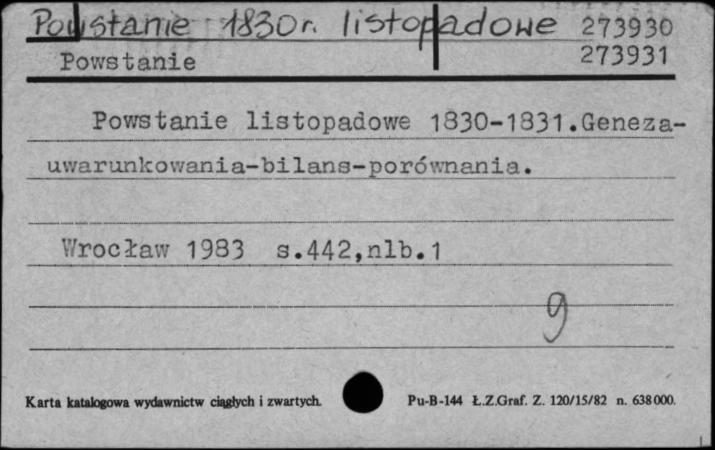 Powstanie 1830r. listopadowe 273930
Powstanie 273931
Powstanie listopadowe 1830-1831.Geneza-
uwarunkowania-bilans-porównania.
Wrocław 1983 s.442,nlb.1
9
Karta katalogowa wydawnictw ciągłych i zwartych. Pu-B-144 Ł.Z.Graf. Z. 120/15/82 n. 638000.